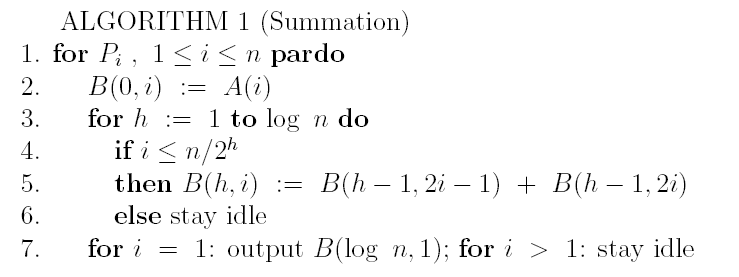 ALGORITHM 1 (Summation)
1. for P_i , 1 ≤ i ≤ n pardo
2. B(0, i) := A(i)
3. for h := 1 to log n do
4. if i ≤ n/2^h
5. then B(h, i) := B(h − 1, 2i − 1) + B(h − 1, 2i)
6. else stay idle
7. for i = 1: output B(log n, 1); for i > 1: stay idle